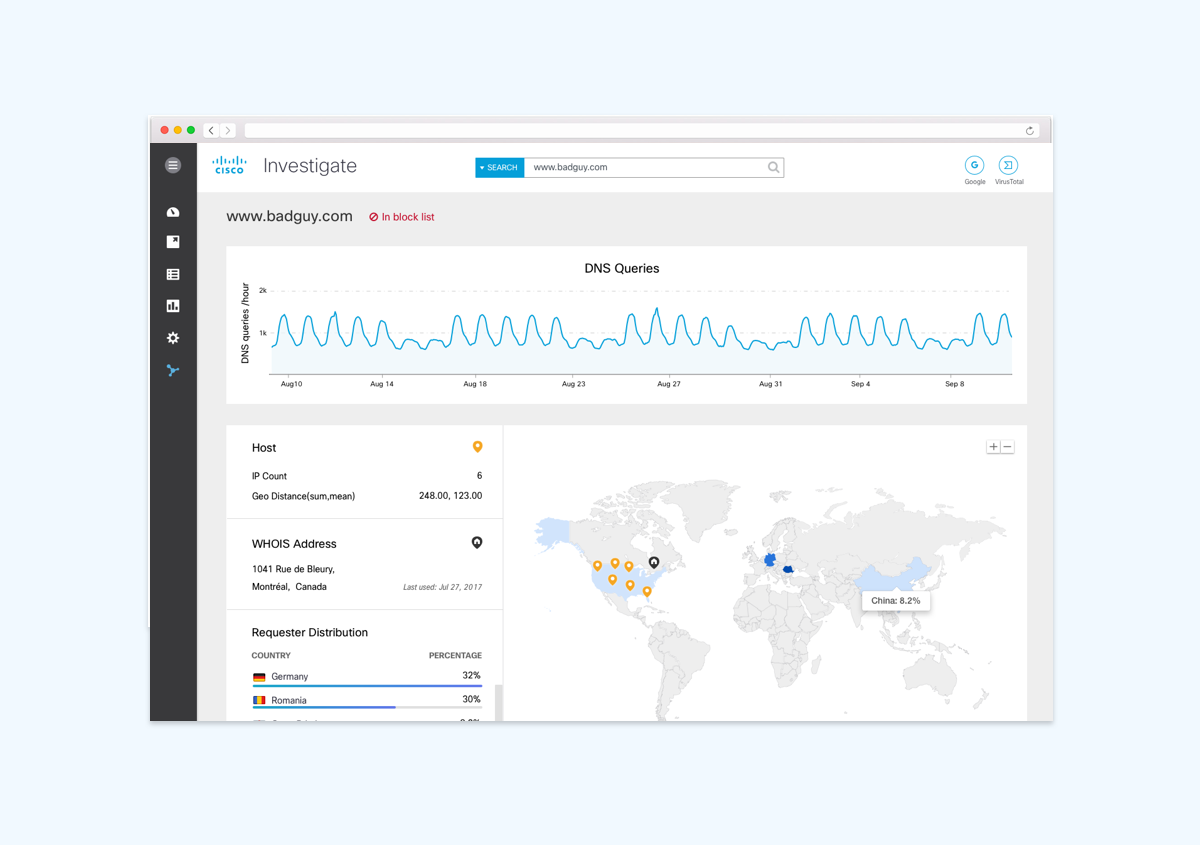 CISCO
Investigate
SEARCH
www.badguy.com
G
Google
VirusTotal
www.badguy.com
In block list
DNS Queries
DNS queries /hour
2k
1k
Aug10 Aug 14 Aug 18 Aug 23 Aug 27 Aug 31 Sep 4 Sep 8
Host
IP Count 6
Geo Distance(sum,mean) 248.00, 123.00
WHOIS Address
1041 Rue de Bleury,
Montréal, Canada Last used: Jul 27, 2017
Requester Distribution
COUNTRY PERCENTAGE
Germany 32%
Romania 30%
+ −
China: 8.2%